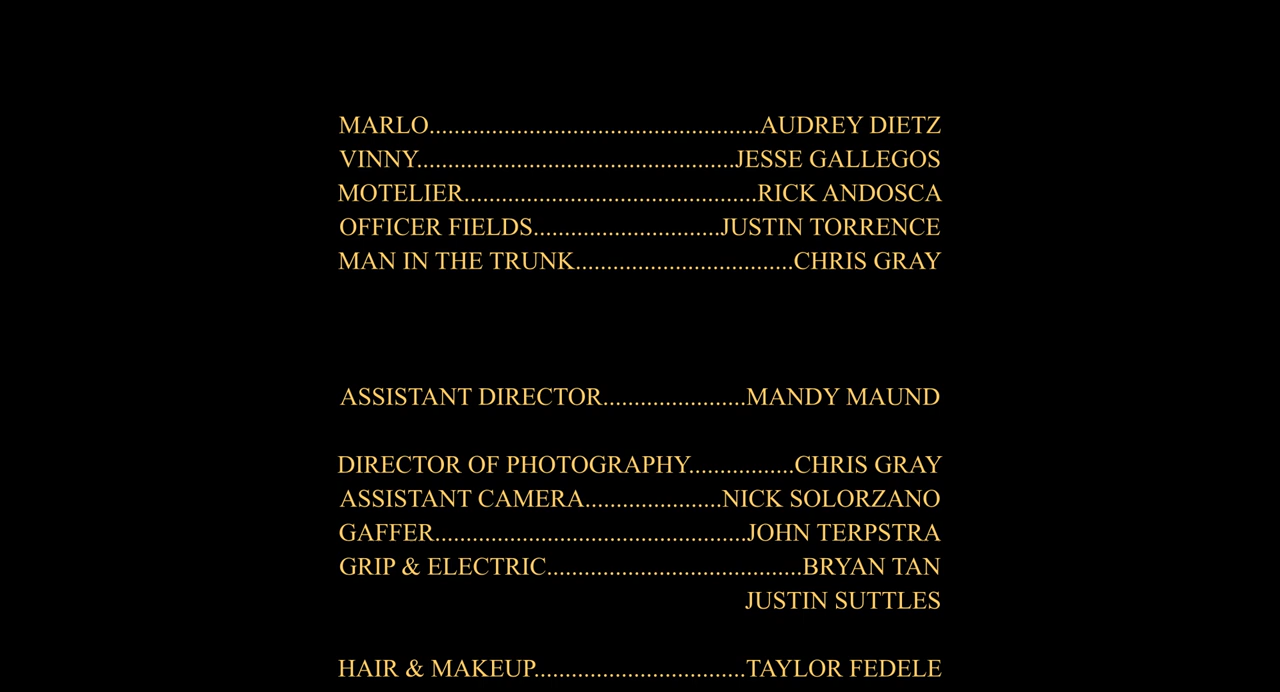 MARLO.....................................................AUDREY DIETZ
VINNY...................................................JESSE GALLEGOS
MOTELIER...............................................RICK ANDOSCA
OFFICER FIELDS..............................JUSTIN TORRENCE
MAN IN THE TRUNK...................................CHRIS GRAY
ASSISTANT DIRECTOR.......................MANDY MAUND
DIRECTOR OF PHOTOGRAPHY.................CHRIS GRAY
ASSISTANT CAMERA......................NICK SOLORZANO
GAFFER..................................................JOHN TERPSTRA
GRIP & ELECTRIC.........................................BRYAN TAN
JUSTIN SUTTLES
HAIR & MAKEUP..................................TAYLOR FEDELE